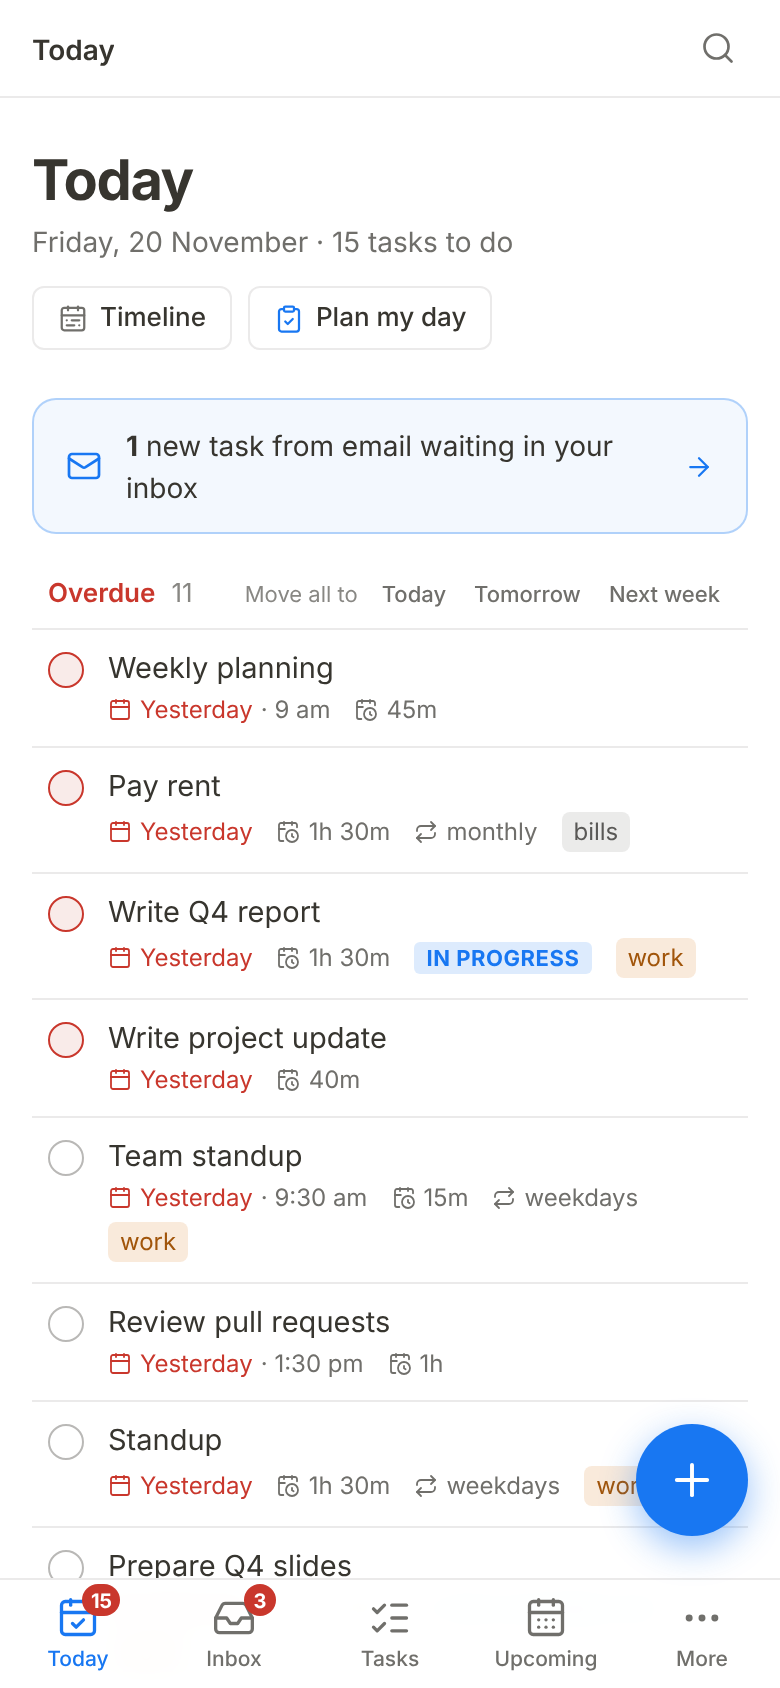 Today
Today
Friday, 20 November · 15 tasks to do
Timeline
Plan my day
1 new task from email waiting in your
inbox
Overdue 11 Move all to Today Tomorrow Next week
Weekly planning
Yesterday · 9 am 45m
Pay rent
Yesterday 1h 30m monthly bills
Write Q4 report
Yesterday 1h 30m IN PROGRESS work
Write project update
Yesterday 40m
Team standup
Yesterday · 9:30 am 15m weekdays
work
Review pull requests
Yesterday · 1:30 pm 1h
Standup
Yesterday 1h 30m weekdays wor
Prepare Q4 slides
15 3
Today Inbox Tasks Upcoming More